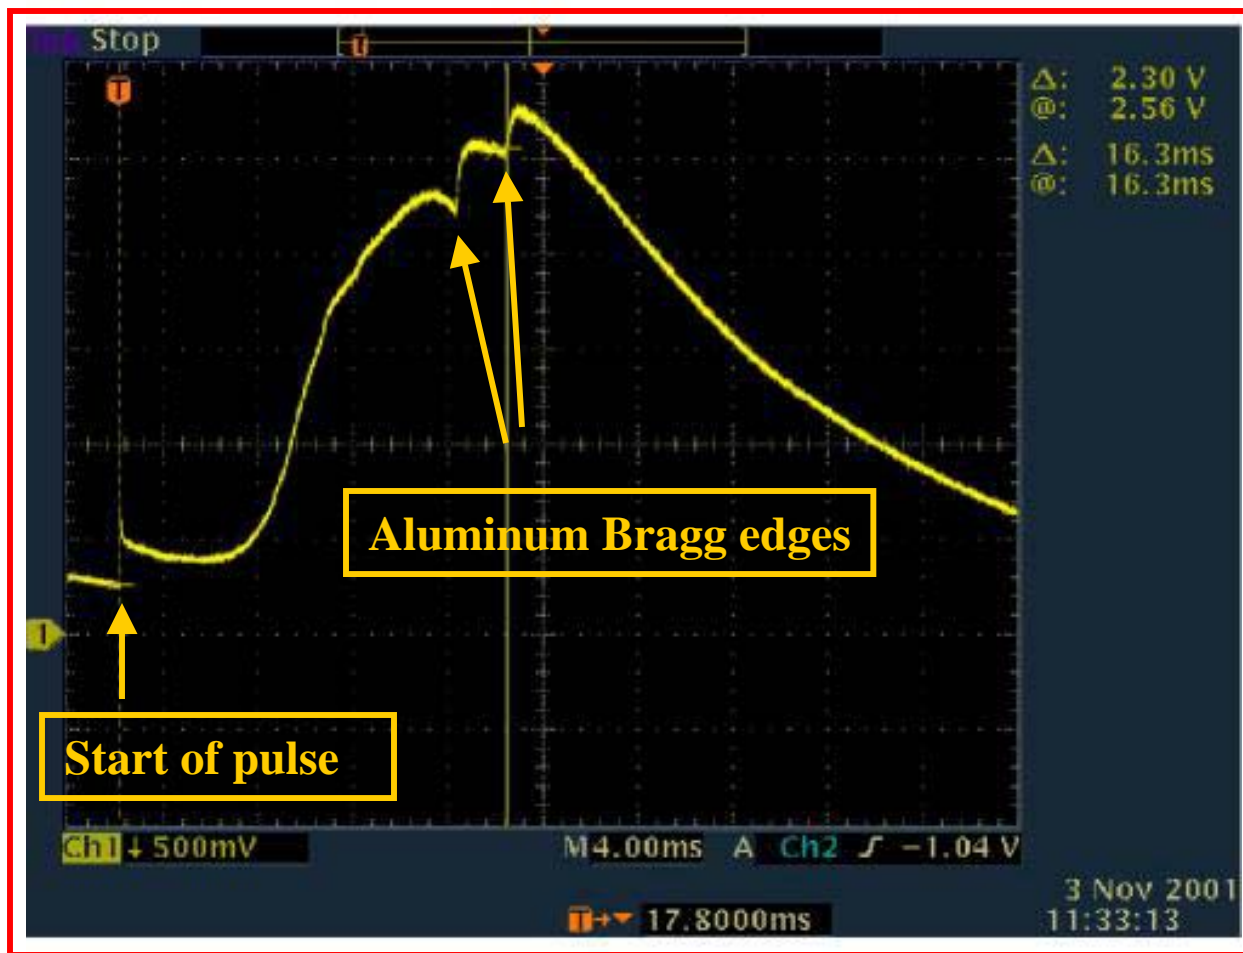 Stop
T
T
Δ: 2.30 V
@: 2.56 V
Δ: 16.3ms
@: 16.3ms
Aluminum Bragg edges
1
Start of pulse
Ch1 ↓ 500mV M4.00ms A Ch2 ʃ −1.04 V
3 Nov 2001
T→▼ 17.8000ms 11:33:13